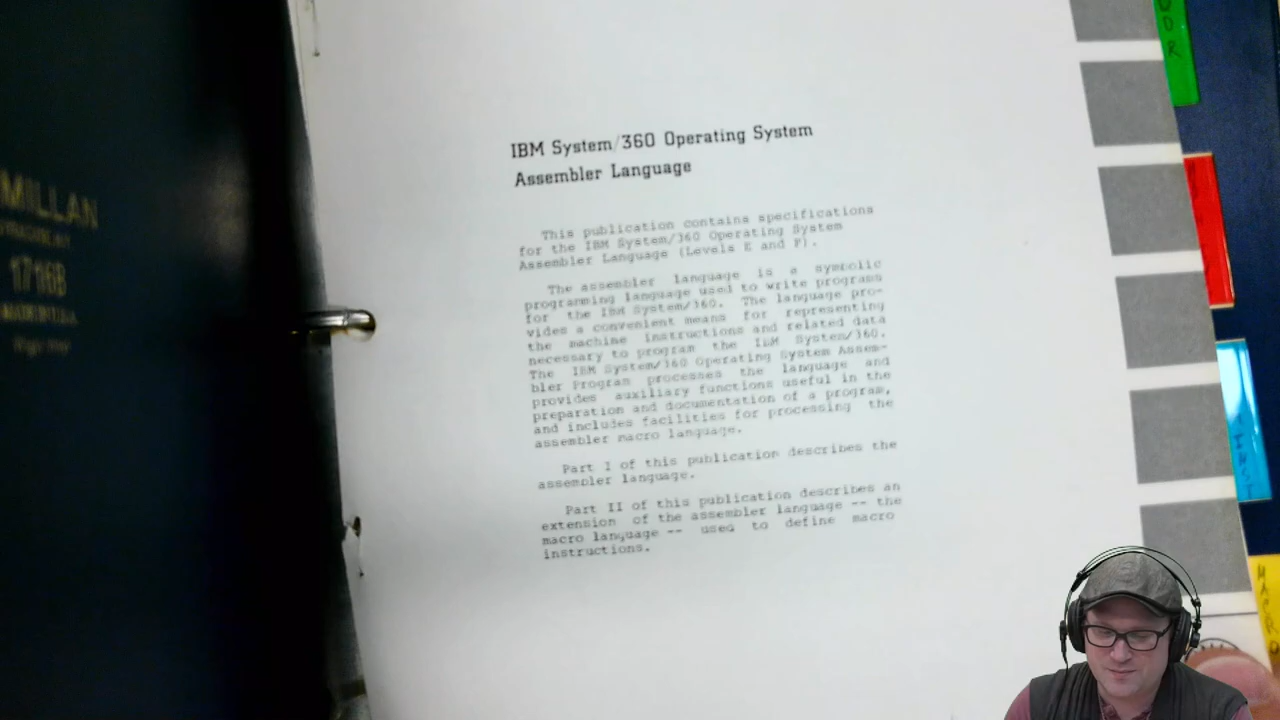 MILLAN
1716B
IBM System/360 Operating System
Assembler Language
This publication contains specifications
for the IBM System/360 Operating System
Assembler Language (Levels E and F).
The assembler language is a symbolic
programming language used to write programs
for the IBM System/360. The language pro-
vides a convenient means for representing
the machine instructions and related data
necessary to program the IBM System/360.
The IBM System/360 Operating System Assem-
bler Program processes the language and
provides auxiliary functions useful in the
preparation and documentation of a program,
and includes facilities for processing the
assembler macro language.
Part I of this publication describes the
assembler language.
Part II of this publication describes an
extension of the assembler language -- the
macro language -- used to define macro
instructions.
MACRO